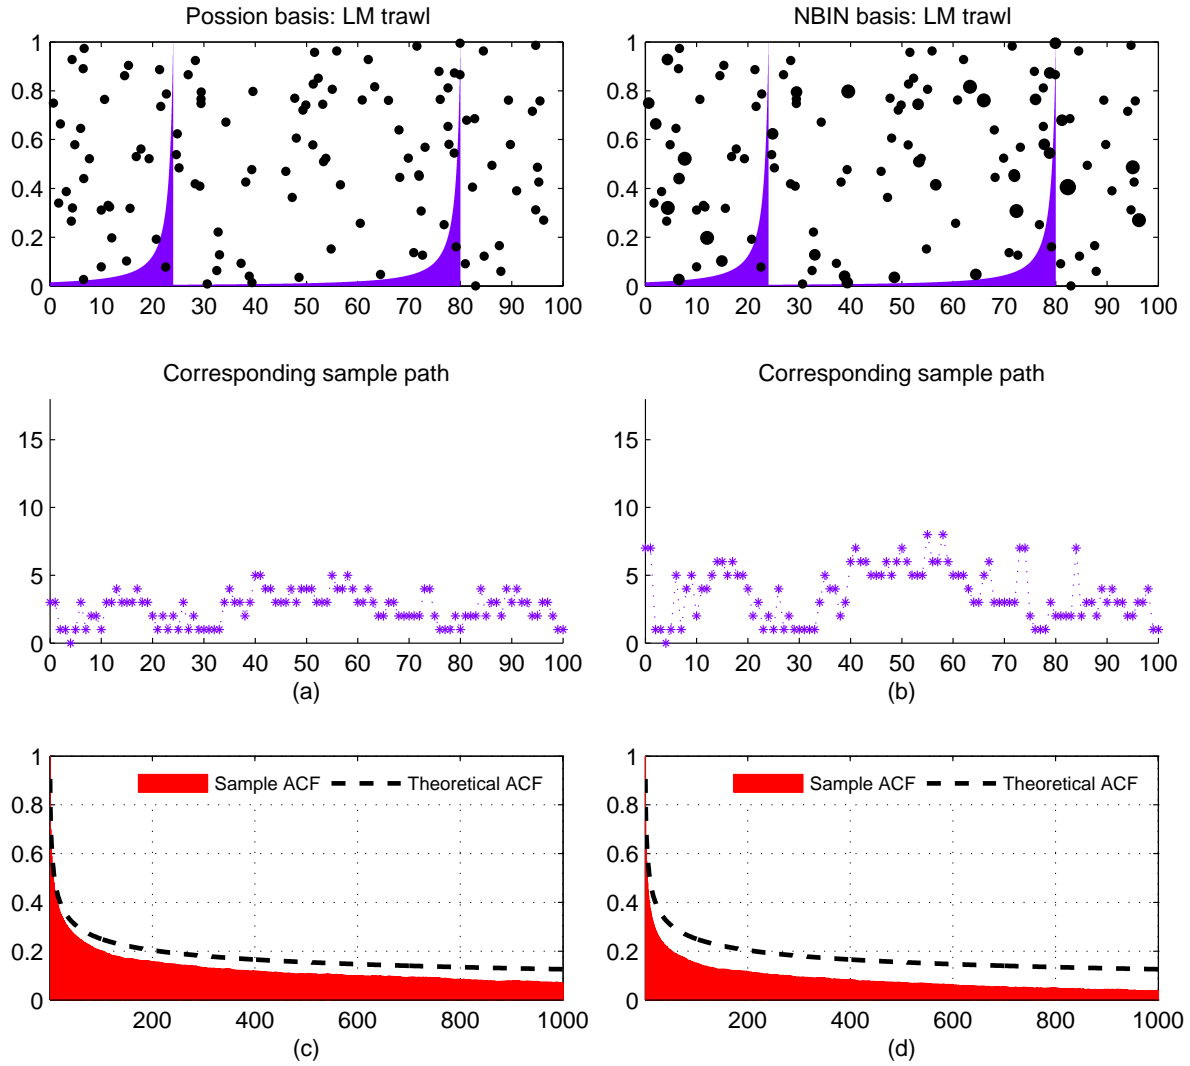 Possion basis: LM trawl
NBIN basis: LM trawl
1
0.8
0.6
0.4
0.2
0
0 10 20 30 40 50 60 70 80 90 100
1
0.8
0.6
0.4
0.2
0
0 10 20 30 40 50 60 70 80 90 100
Corresponding sample path
Corresponding sample path
15
10
5
0
0 10 20 30 40 50 60 70 80 90 100
(a)
15
10
5
0
0 10 20 30 40 50 60 70 80 90 100
(b)
1
0.8
0.6
0.4
0.2
0
Sample ACF
Theoretical ACF
200 400 600 800 1000
(c)
1
0.8
0.6
0.4
0.2
0
Sample ACF
Theoretical ACF
200 400 600 800 1000
(d)